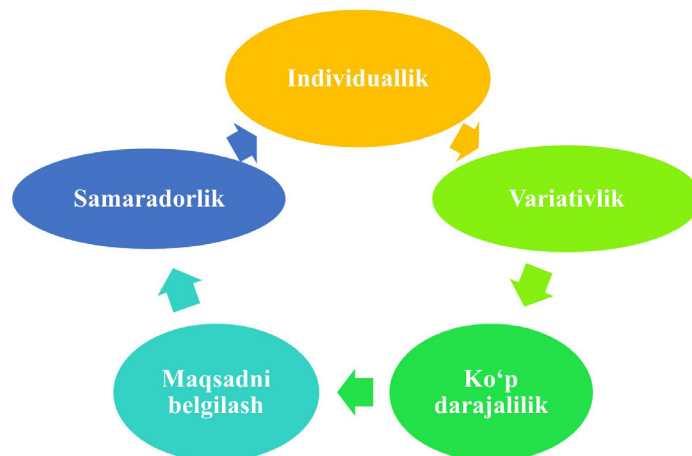 Individuallik
Samaradorlik
Variativlik
Maqsadni
belgilash
Ko‘p
darajalilik